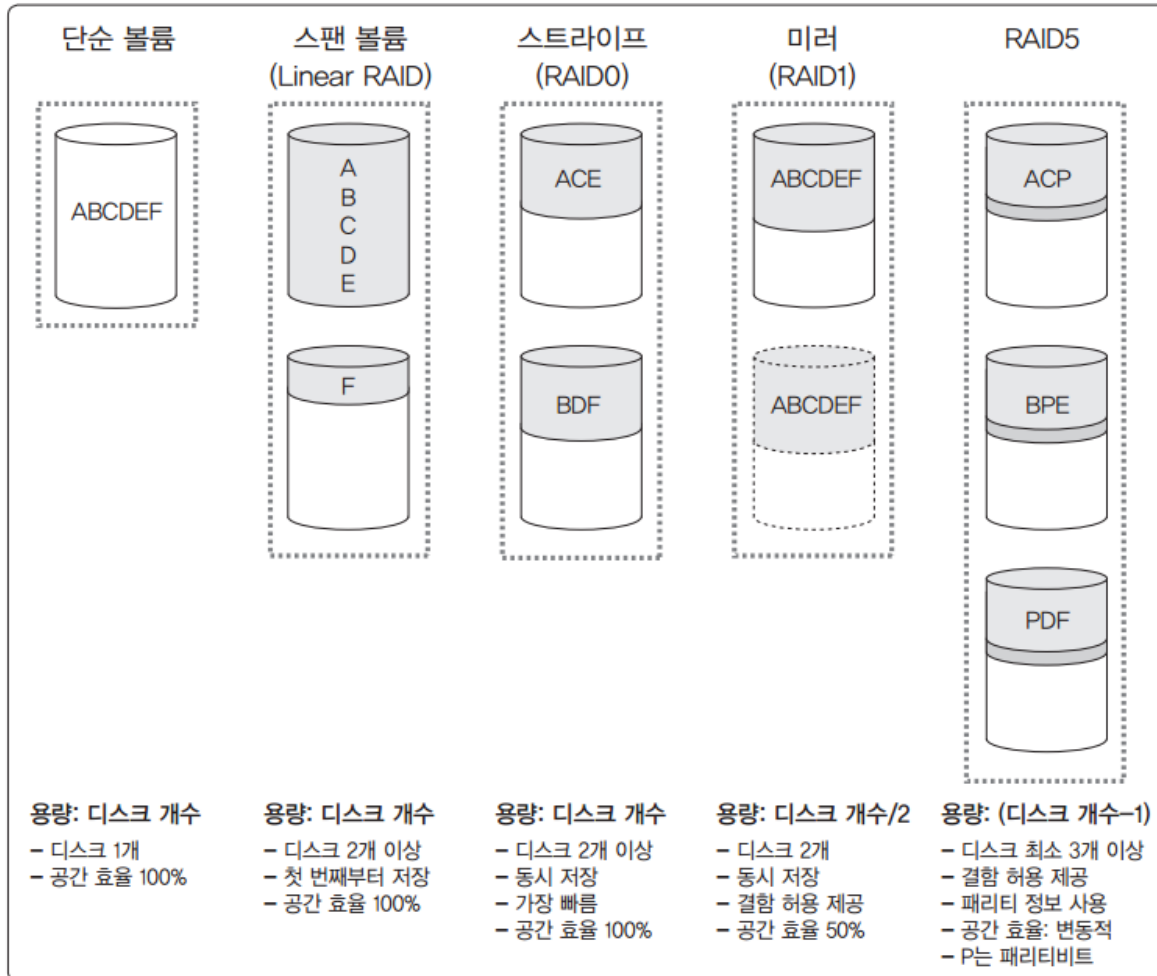 단순 볼륨
스팬 볼륨
(Linear RAID)
스트라이프
(RAID0)
미러
(RAID1)
RAID5
ABCDEF
A
B
C
D
E
F
ACE
BDF
ABCDEF
ABCDEF
ACP
BPE
PDF
용량: 디스크 개수
– 디스크 1개
– 공간 효율 100%
용량: 디스크 개수
– 디스크 2개 이상
– 첫 번째부터 저장
– 공간 효율 100%
용량: 디스크 개수
– 디스크 2개 이상
– 동시 저장
– 가장 빠름
– 공간 효율 100%
용량: 디스크 개수/2
– 디스크 2개
– 동시 저장
– 결함 허용 제공
– 공간 효율 50%
용량: (디스크 개수–1)
– 디스크 최소 3개 이상
– 결함 허용 제공
– 패리티 정보 사용
– 공간 효율: 변동적
– P는 패리티비트